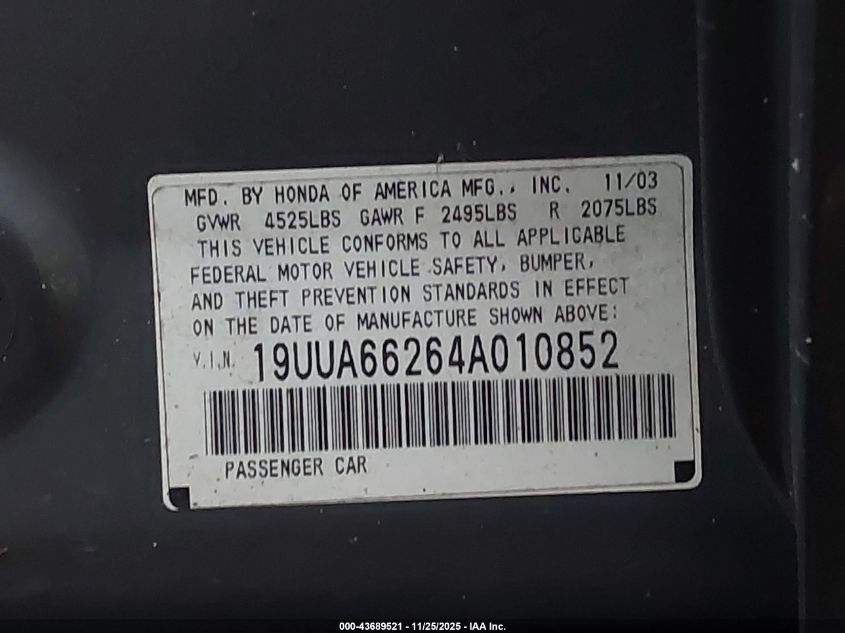 MFD. BY HONDA OF AMERICA MFG., INC. 11/03
GVWR 4525LBS GAWR F 2495LBS R 2075LBS
THIS VEHICLE CONFORMS TO ALL APPLICABLE
FEDERAL MOTOR VEHICLE SAFETY, BUMPER,
AND THEFT PREVENTION STANDARDS IN EFFECT
ON THE DATE OF MANUFACTURE SHOWN ABOVE:
V.I.N. 19UUA66264A010852
PASSENGER CAR
000-43689521 - 11/25/2025 - IAA Inc.